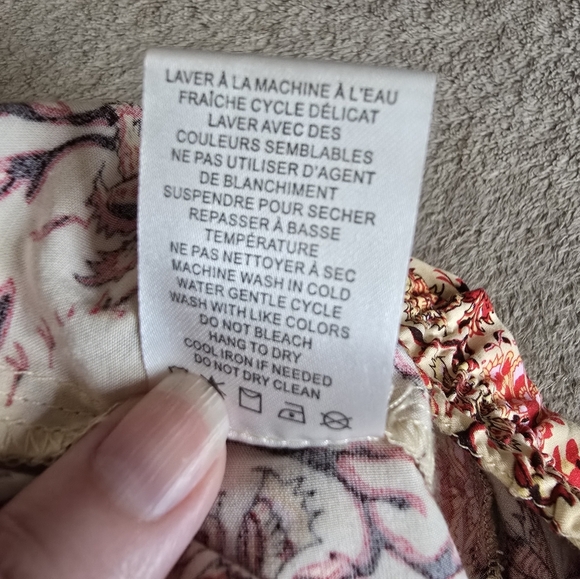 LAVER À LA MACHINE À L'EAU
FRAÎCHE CYCLE DÉLICAT
LAVER AVEC DES
COULEURS SEMBLABLES
NE PAS UTILISER D'AGENT
DE BLANCHIMENT
SUSPENDRE POUR SECHER
REPASSER À BASSE
TEMPÉRATURE
NE PAS NETTOYER À SEC
MACHINE WASH IN COLD
WATER GENTLE CYCLE
WASH WITH LIKE COLORS
DO NOT BLEACH
HANG TO DRY
COOL IRON IF NEEDED
DO NOT DRY CLEAN